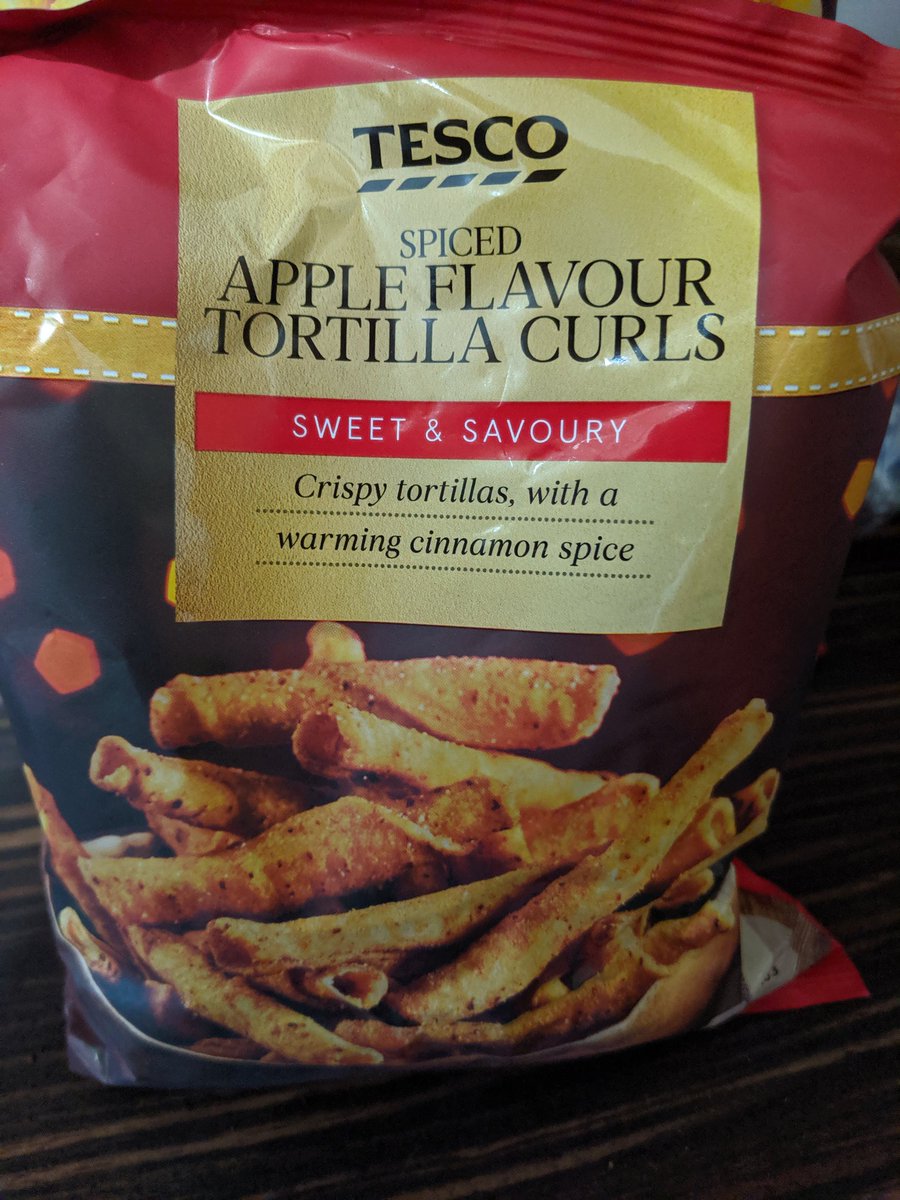 TESCO
SPICED
APPLE FLAVOUR
TORTILLA CURLS
SWEET & SAVOURY
Crispy tortillas, with a
warming cinnamon spice